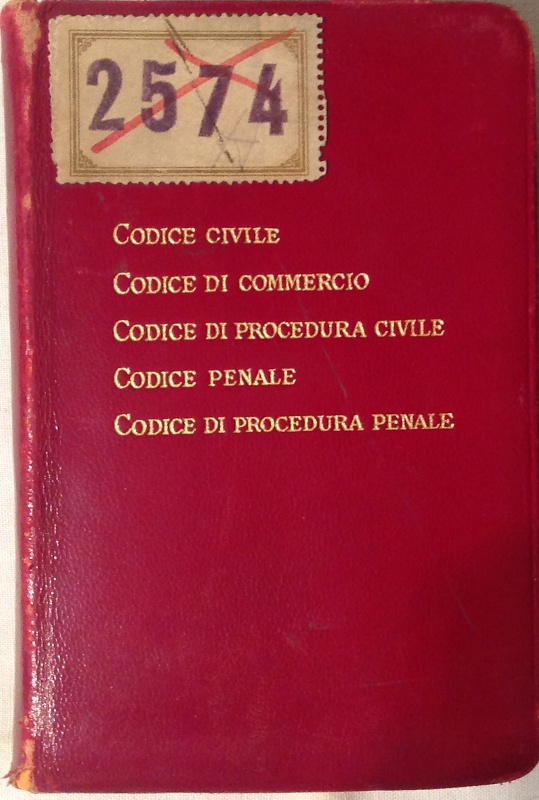 2574
CODICE CIVILE
CODICE DI COMMERCIO
CODICE DI PROCEDURA CIVILE
CODICE PENALE
CODICE DI PROCEDURA PENALE